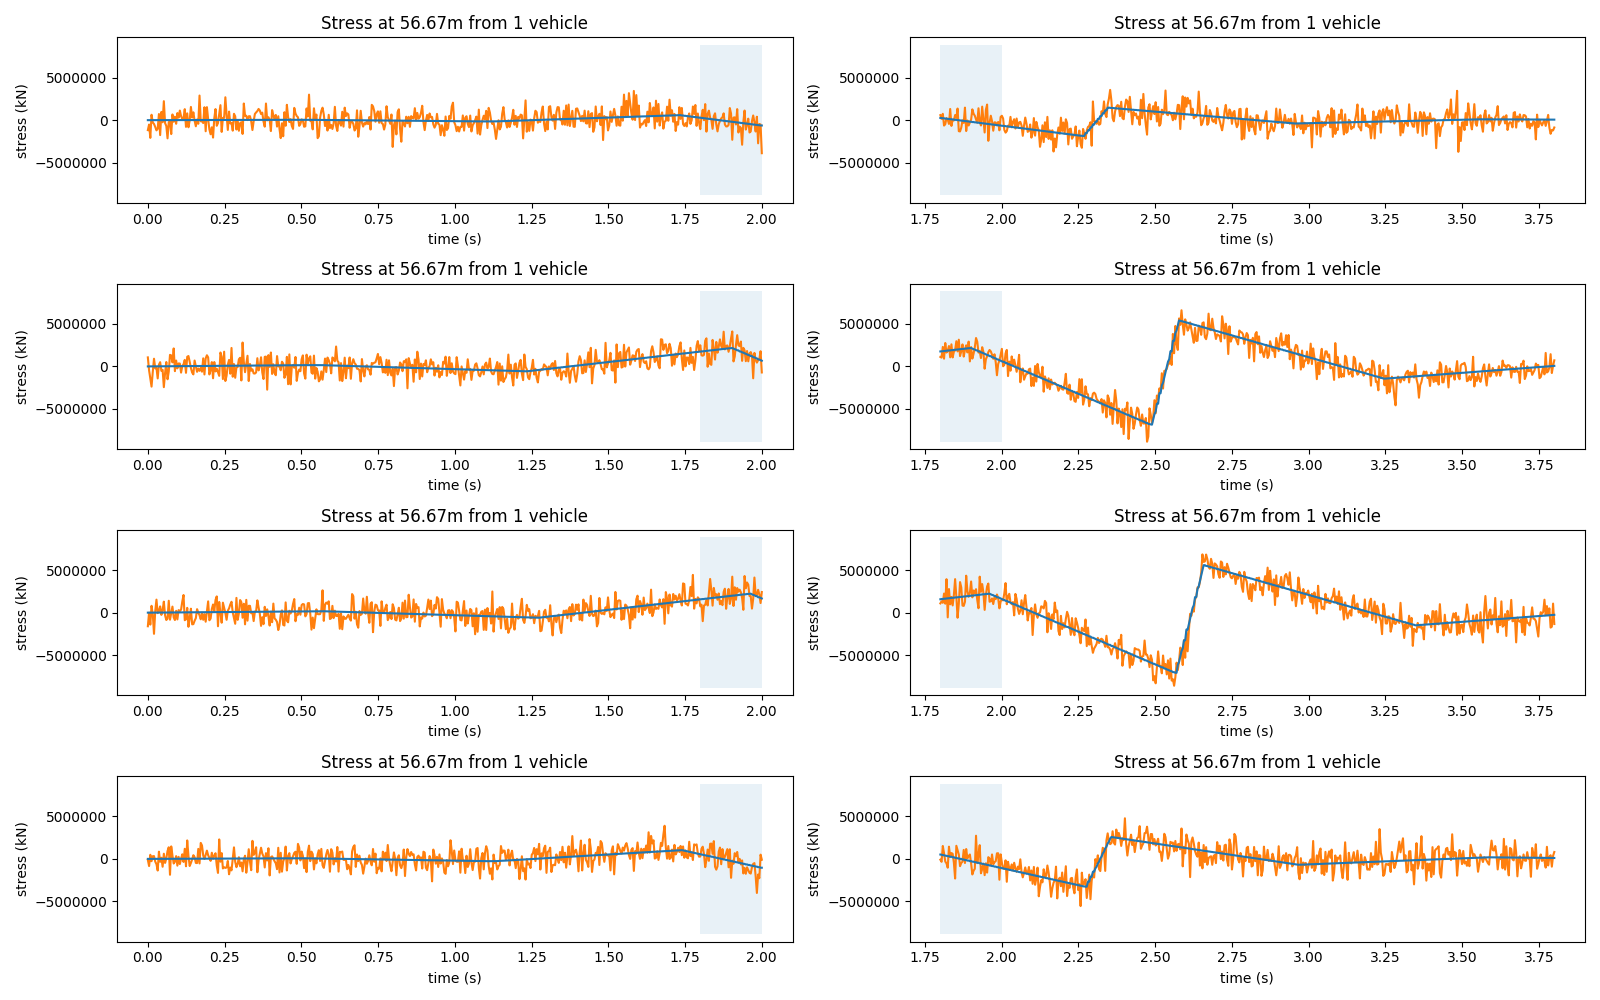 Stress at 56.67m from 1 vehicle Stress at 56.67m from 1 vehicle
stress (kN) 5000000 0 −5000000 stress (kN) 5000000 0 −5000000
0.00 0.25 0.50 0.75 1.00 1.25 1.50 1.75 2.00 1.75 2.00 2.25 2.50 2.75 3.00 3.25 3.50 3.75
time (s) time (s)
Stress at 56.67m from 1 vehicle Stress at 56.67m from 1 vehicle
stress (kN) 5000000 0 −5000000 stress (kN) 5000000 0 −5000000
0.00 0.25 0.50 0.75 1.00 1.25 1.50 1.75 2.00 1.75 2.00 2.25 2.50 2.75 3.00 3.25 3.50 3.75
time (s) time (s)
Stress at 56.67m from 1 vehicle Stress at 56.67m from 1 vehicle
stress (kN) 5000000 0 −5000000 stress (kN) 5000000 0 −5000000
0.00 0.25 0.50 0.75 1.00 1.25 1.50 1.75 2.00 1.75 2.00 2.25 2.50 2.75 3.00 3.25 3.50 3.75
time (s) time (s)
Stress at 56.67m from 1 vehicle Stress at 56.67m from 1 vehicle
stress (kN) 5000000 0 −5000000 stress (kN) 5000000 0 −5000000
0.00 0.25 0.50 0.75 1.00 1.25 1.50 1.75 2.00 1.75 2.00 2.25 2.50 2.75 3.00 3.25 3.50 3.75
time (s) time (s)